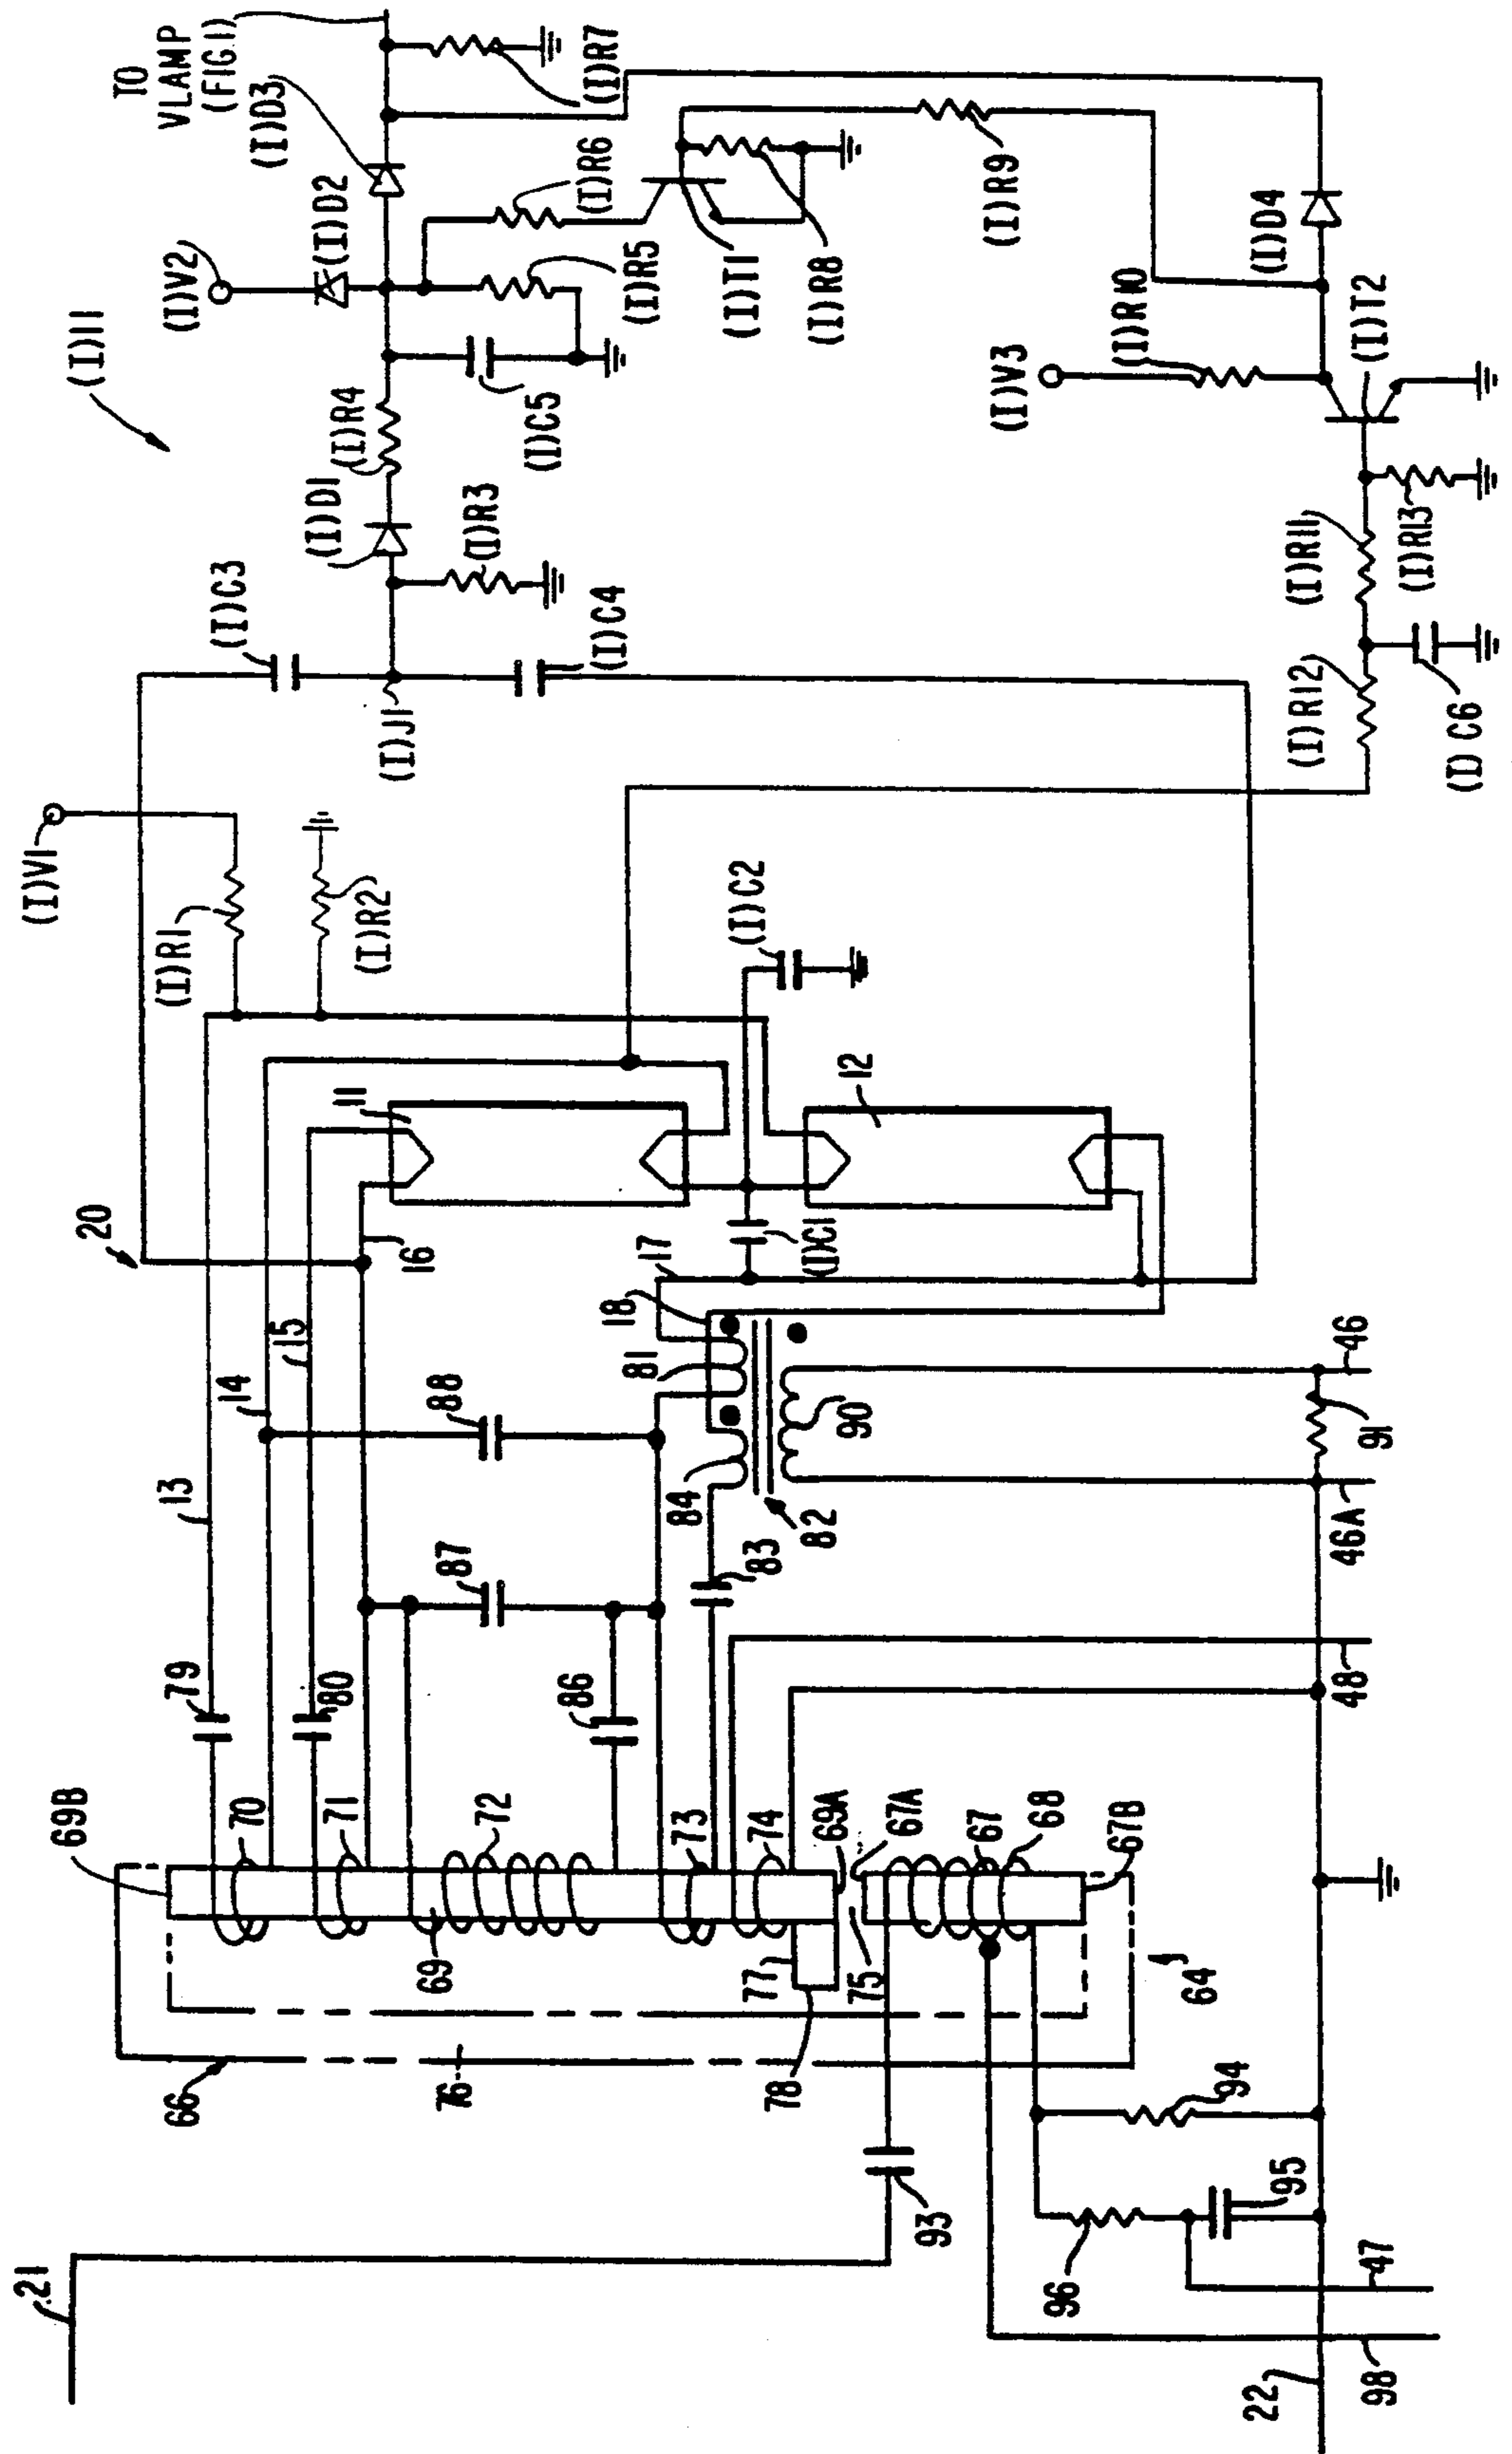 TO
VLAMP
(FIG.1)
(I)D3
(I)R7
(I)V2
(I)D2
(I)R6
(I)11
(I)R4
(I)R5
(I)T1
(I)R8
(I)R9
(I)D1
(I)C5
(I)D4
(I)C3
(I)R3
(I)V3
(I)R10
(I)T2
(I)J1
(I)C4
(I)R11
(I)R13
(I)V1
(I)R12
(I)C6
(I)R1
(I)R2
(I)C2
20
11
12
16
(I)C1
17
18
14
15
81
46
13
88
84
90
91
87
82
46A
83
79
80
86
48
69B
70
71
72
73
74
69A
67A
67
68
67B
69
77
75
64
66
76
78
94
93
95
21
96
47
22
98